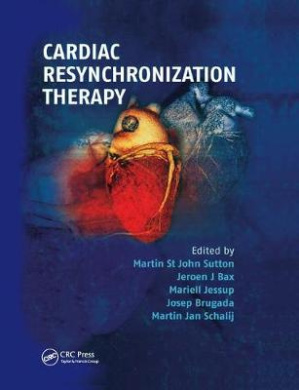 CARDIAC
RESYNCHRONIZATION
THERAPY
Edited by
Martin St John Sutton
Jeroen J Bax
Mariell Jessup
Josep Brugada
Martin Jan Schalij
CRC Press
Taylor & Francis Group